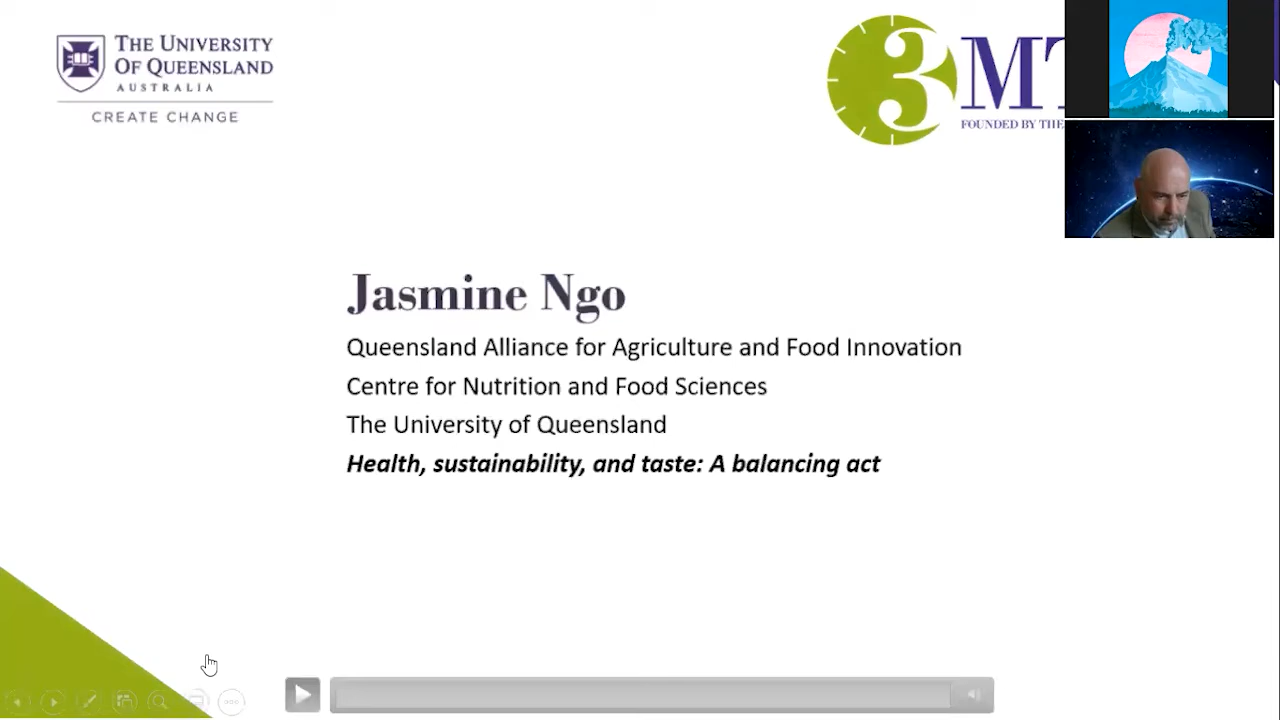 THE UNIVERSITY
OF QUEENSLAND
AUSTRALIA
CREATE CHANGE
3MT
FOUNDED BY THE
Jasmine Ngo
Queensland Alliance for Agriculture and Food Innovation
Centre for Nutrition and Food Sciences
The University of Queensland
Health, sustainability, and taste: A balancing act